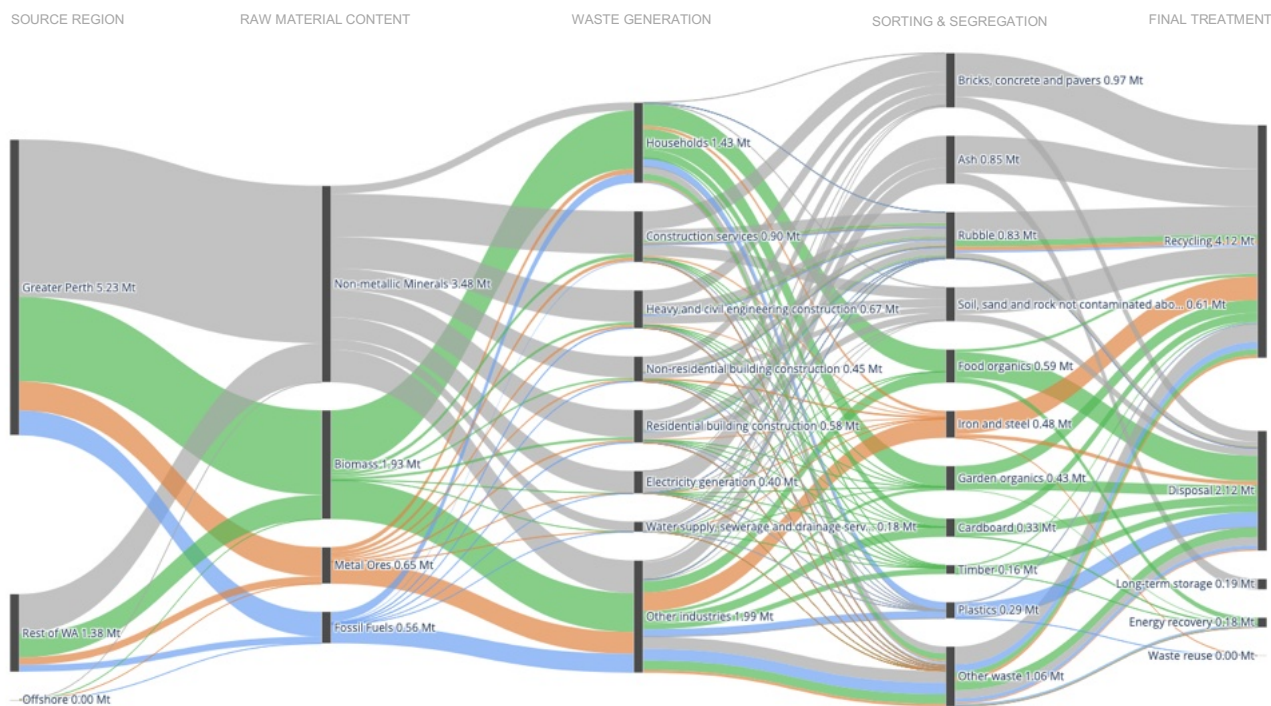 SOURCE REGION
RAW MATERIAL CONTENT
WASTE GENERATION
SORTING & SEGREGATION
FINAL TREATMENT
Greater Perth 5.23 Mt
Rest of WA 1.38 Mt
Offshore 0.00 Mt
Non-metallic Minerals 3.48 Mt
Biomass 1.93 Mt
Metal Ores 0.65 Mt
Fossil Fuels 0.56 Mt
Households 1.43 Mt
Construction services 0.90 Mt
Heavy and civil engineering construction 0.67 Mt
Non-residential building construction 0.45 Mt
Residential building construction 0.58 Mt
Electricity generation 0.40 Mt
Water supply, sewerage and drainage serv... 0.18 Mt
Other industries 1.99 Mt
Bricks, concrete and pavers 0.97 Mt
Ash 0.85 Mt
Rubble 0.83 Mt
Soil, sand and rock not contaminated abo... 0.61 Mt
Food organics 0.59 Mt
Iron and steel 0.48 Mt
Garden organics 0.43 Mt
Cardboard 0.33 Mt
Timber 0.16 Mt
Plastics 0.29 Mt
Other waste 1.06 Mt
Recycling 4.12 Mt
Disposal 2.12 Mt
Long-term storage 0.19 Mt
Energy recovery 0.18 Mt
Waste reuse 0.00 Mt